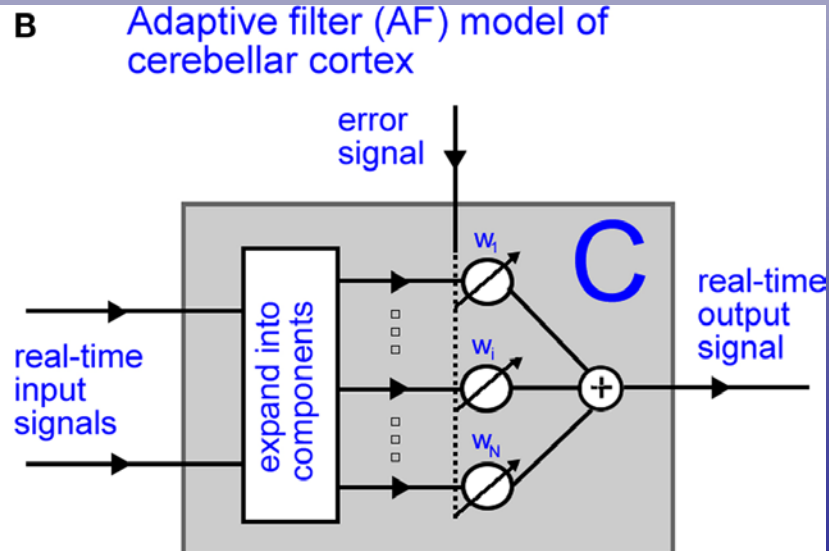 B
Adaptive filter (AF) model of
cerebellar cortex
error
signal
C
w1
real-time
input
signals
expand into
components
wi
wN
+
real-time
output
signal